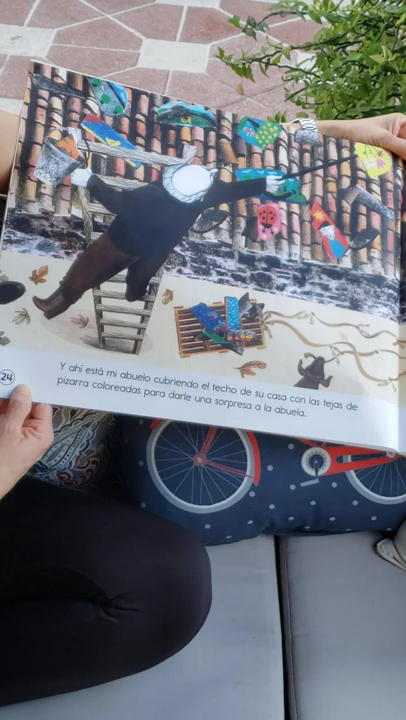 Y ahí está mi abuelo cubriendo el techo de su casa con las tejas de
pizarra coloreadas para darle una sorpresa a la abuela.
24